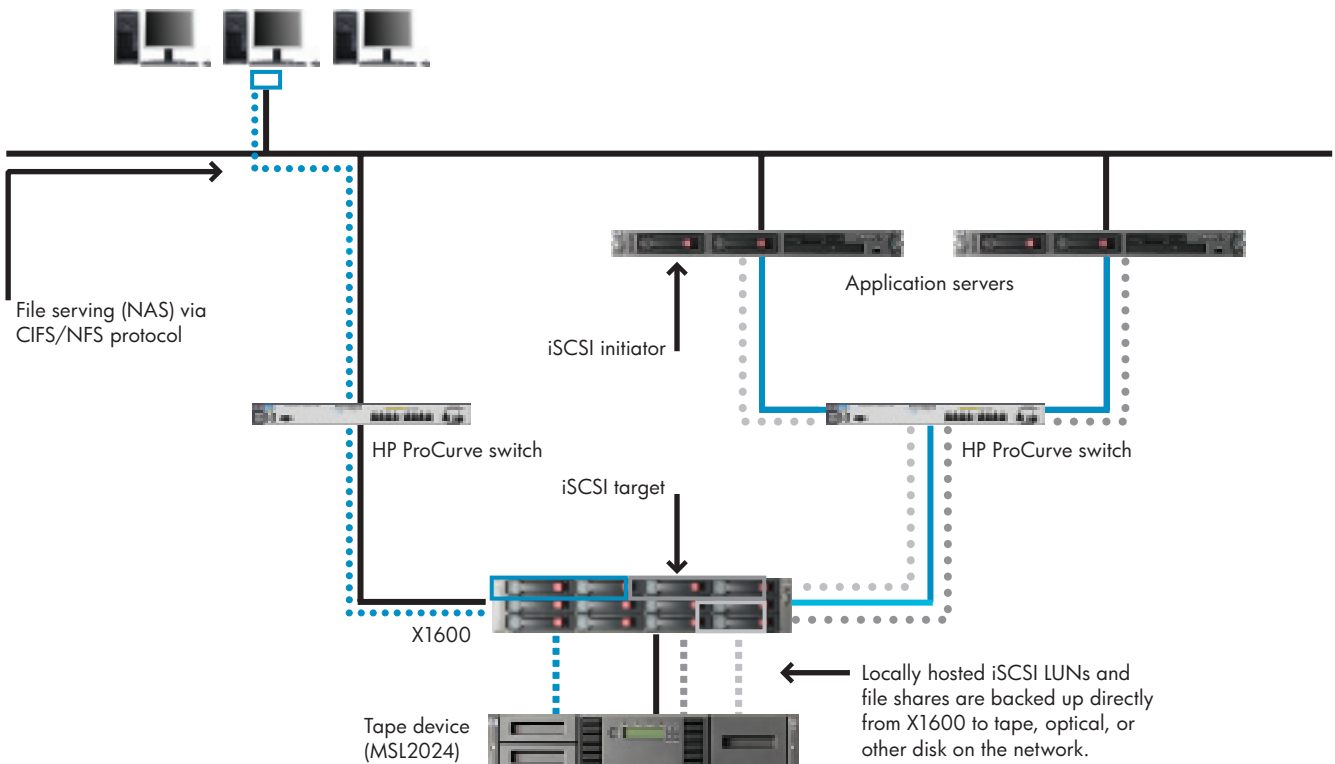 Application servers
File serving (NAS) via
CIFS/NFS protocol
iSCSI initiator
HP ProCurve switch
HP ProCurve switch
iSCSI target
X1600
Locally hosted iSCSI LUNs and
file shares are backed up directly
from X1600 to tape, optical, or
other disk on the network.
Tape device
(MSL2024)